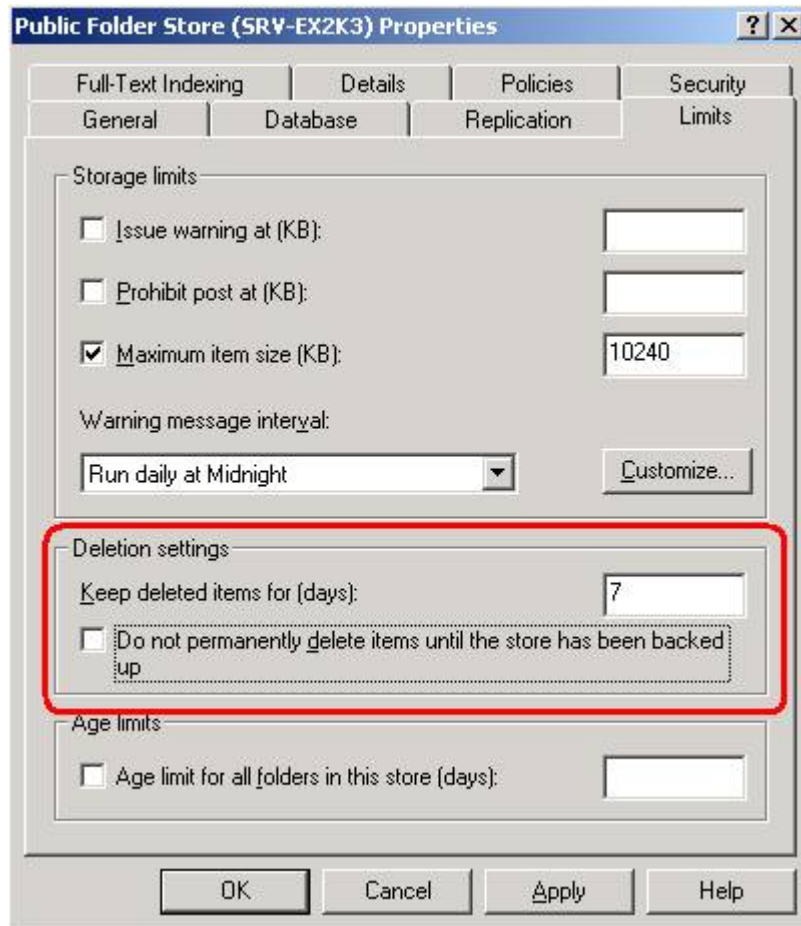 Public Folder Store (SRV-EX2K3) Properties
Full-Text Indexing Details Policies Security
General Database Replication Limits
Storage limits
Issue warning at (KB):
Prohibit post at (KB):
Maximum item size (KB): 10240
Warning message interval:
Run daily at Midnight Customize...
Deletion settings
Keep deleted items for (days): 7
Do not permanently delete items until the store has been backed
up
Age limits
Age limit for all folders in this store (days):
OK Cancel Apply Help